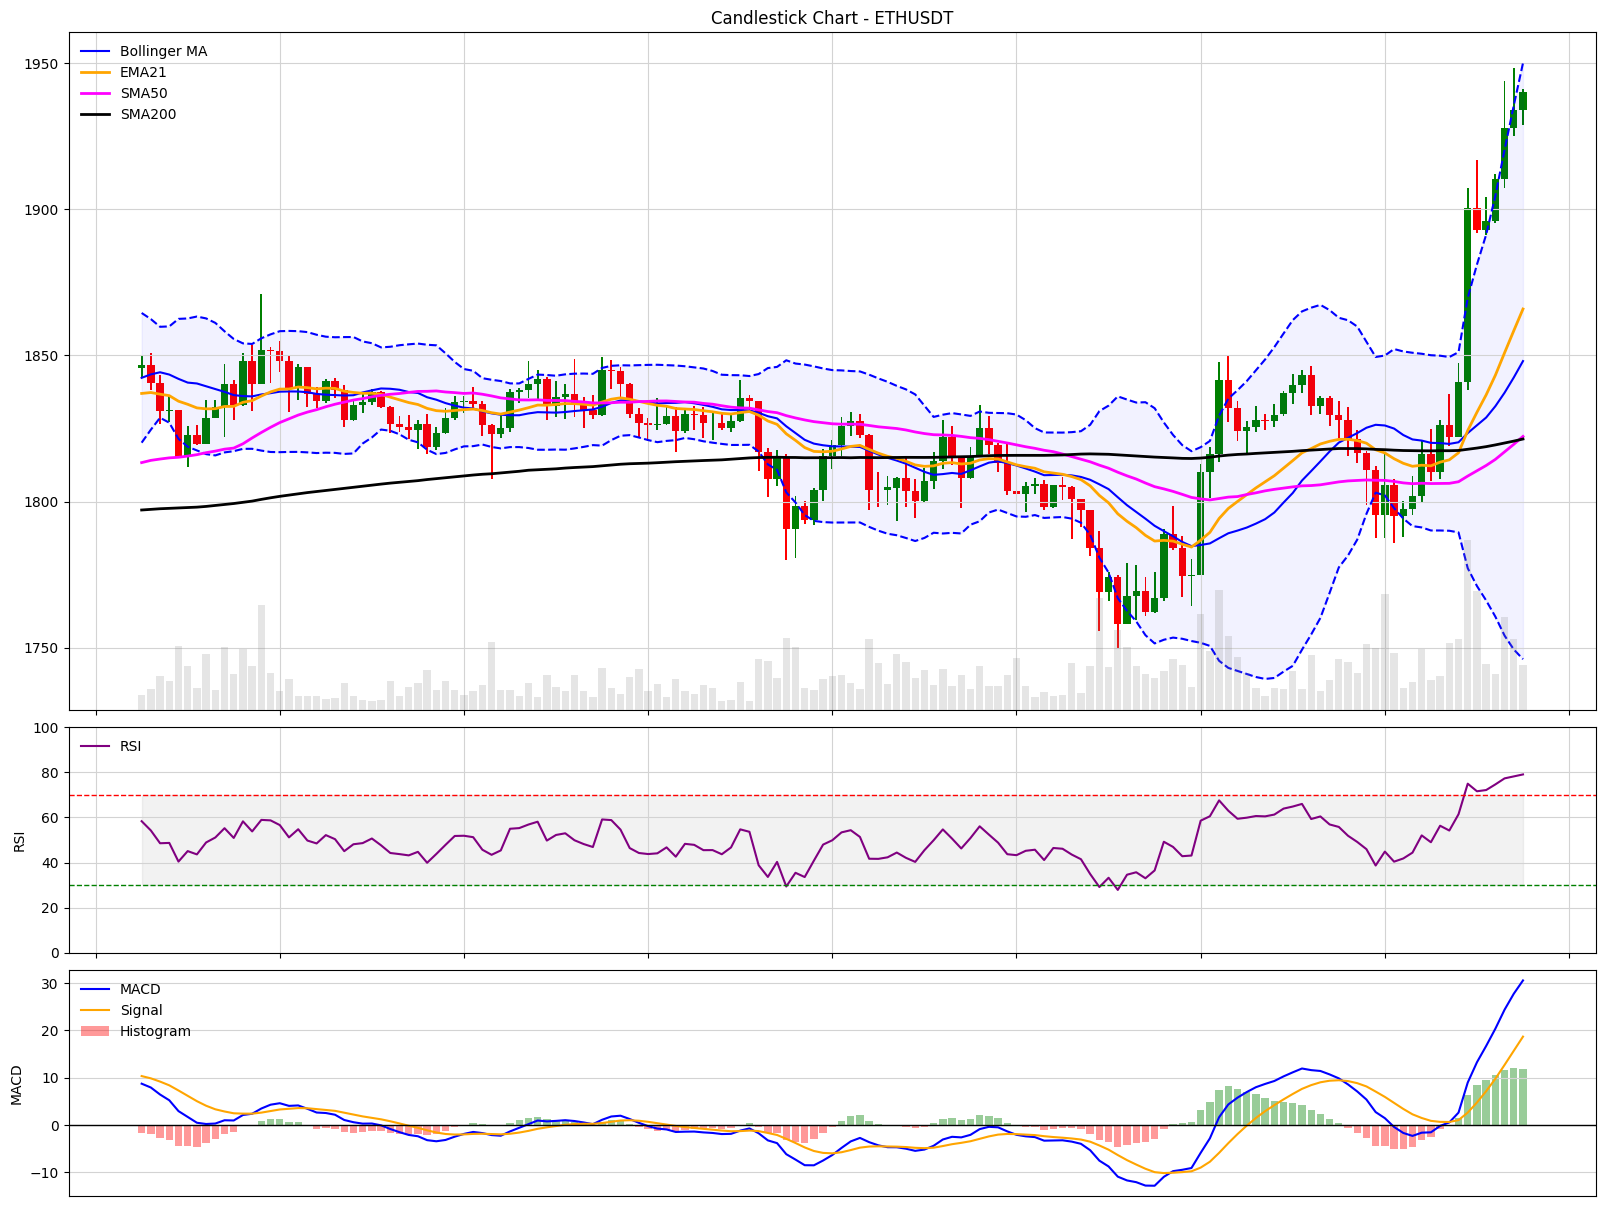 Candlestick Chart - ETHUSDT
Bollinger MA
EMA21
SMA50
SMA200
1950
1900
1850
1800
1750
RSI
100
80
60
40
20
0
RSI
MACD
Signal
Histogram
30
20
10
0
−10
MACD